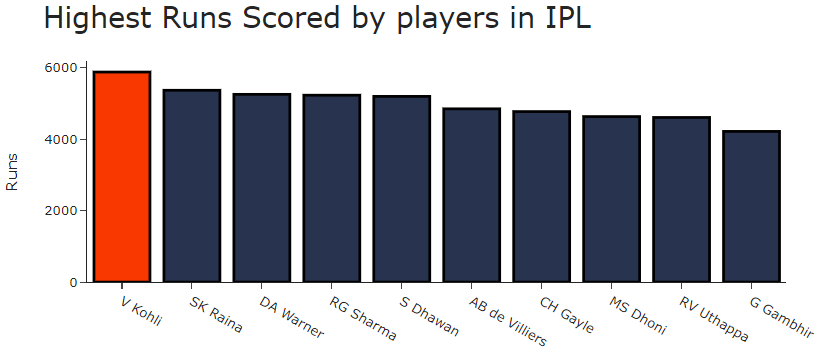 Highest Runs Scored by players in IPL
6000
4000
2000
0
Runs
V Kohli
SK Raina
DA Warner
RG Sharma
S Dhawan
AB de Villiers
CH Gayle
MS Dhoni
RV Uthappa
G Gambhir